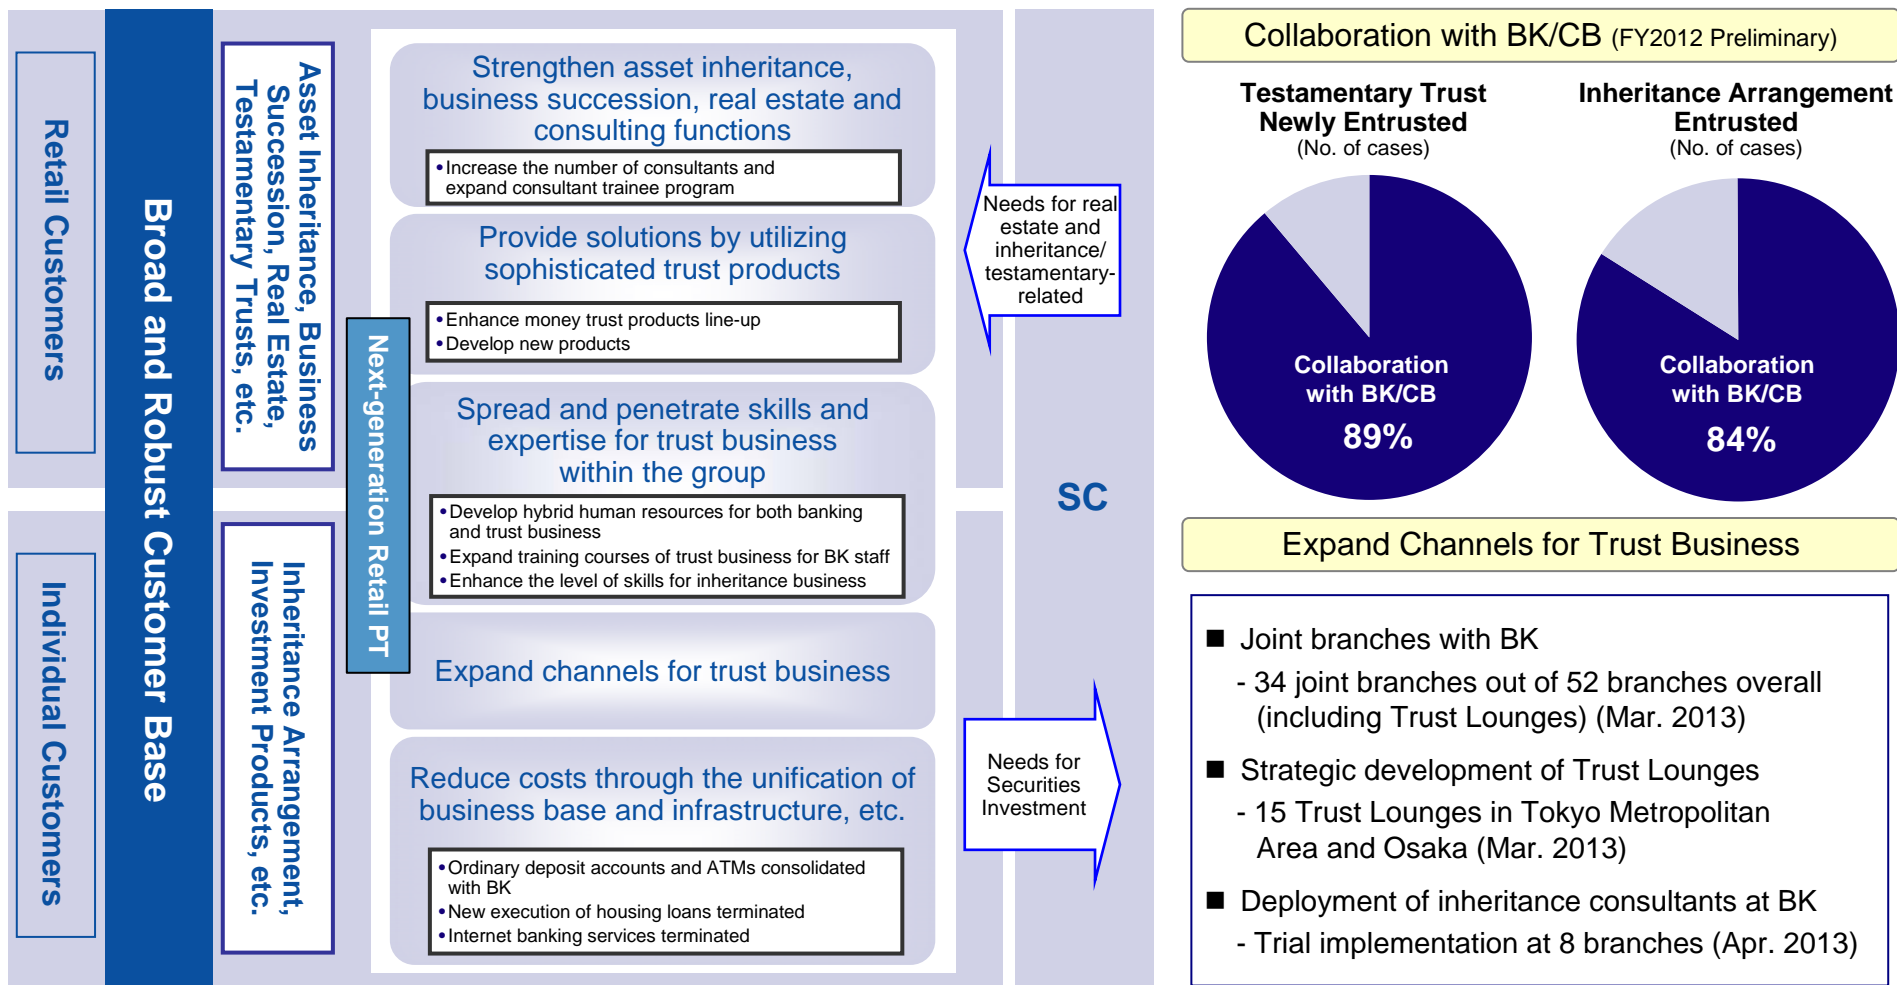 Retail Customers
Individual Customers
Broad and Robust Customer Base
Asset Inheritance, Business
Succession, Real Estate,
Testamentary Trusts, etc.
Inheritance Arrangement,
Investment Products, etc.
Next-generation Retail PT
Strengthen asset inheritance,
business succession, real estate and
consulting functions
• Increase the number of consultants and
expand consultant trainee program
Provide solutions by utilizing
sophisticated trust products
• Enhance money trust products line-up
• Develop new products
Spread and penetrate skills and
expertise for trust business
within the group
• Develop hybrid human resources for both banking
and trust business
• Expand training courses of trust business for BK staff
• Enhance the level of skills for inheritance business
Expand channels for trust business
Reduce costs through the unification of
business base and infrastructure, etc.
• Ordinary deposit accounts and ATMs consolidated
with BK
• New execution of housing loans terminated
• Internet banking services terminated
Needs for real
estate and
inheritance/
testamentary-
related
Needs for
Securities
Investment
SC
Collaboration with BK/CB (FY2012 Preliminary)
Testamentary Trust
Newly Entrusted
(No. of cases)
Collaboration
with BK/CB
89%
Inheritance Arrangement
Entrusted
(No. of cases)
Collaboration
with BK/CB
84%
Expand Channels for Trust Business
■ Joint branches with BK
- 34 joint branches out of 52 branches overall
(including Trust Lounges) (Mar. 2013)
■ Strategic development of Trust Lounges
- 15 Trust Lounges in Tokyo Metropolitan
Area and Osaka (Mar. 2013)
■ Deployment of inheritance consultants at BK
- Trial implementation at 8 branches (Apr. 2013)